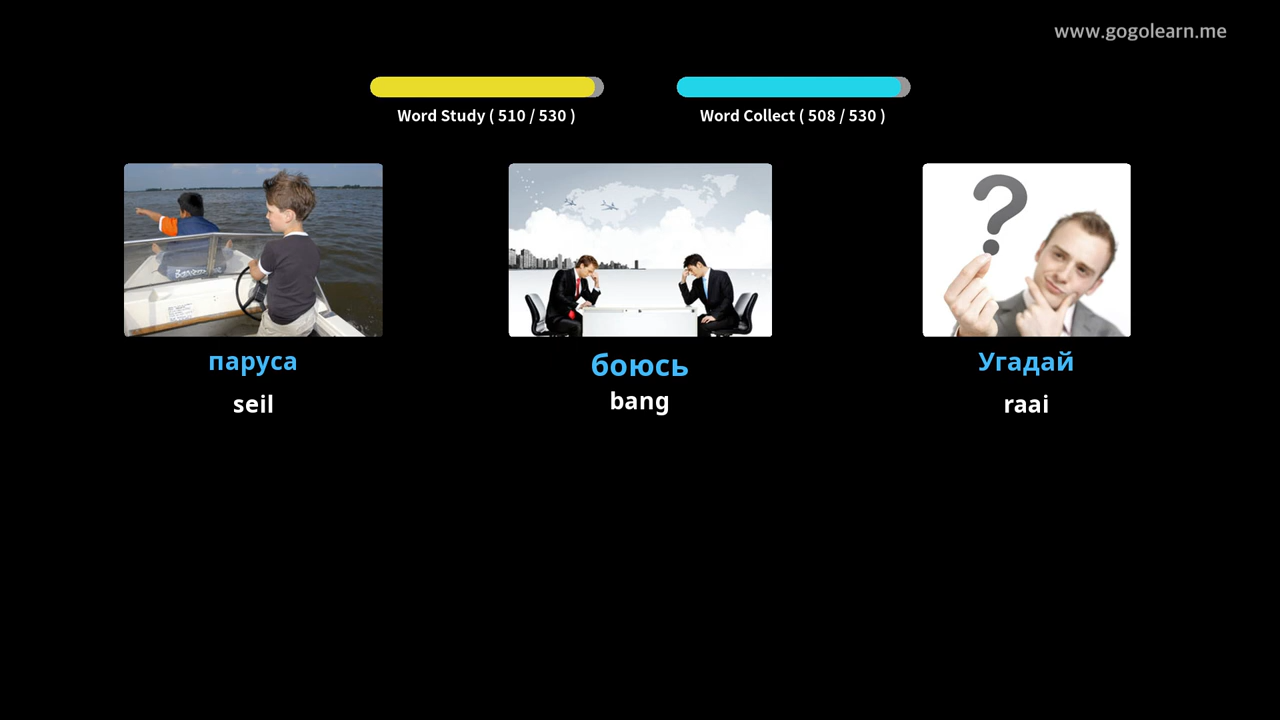 www.gogolearn.me
Word Study ( 510 / 530 )
Word Collect ( 508 / 530 )
паруса
seil
боюсь
bang
Угадай
raai